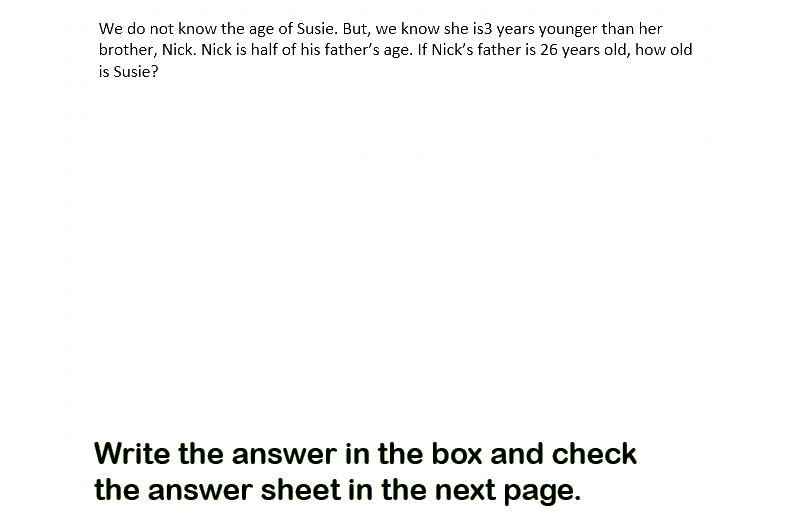 We do not know the age of Susie. But, we know she is3 years younger than her
brother, Nick. Nick is half of his father’s age. If Nick’s father is 26 years old, how old
is Susie?
Write the answer in the box and check
the answer sheet in the next page.